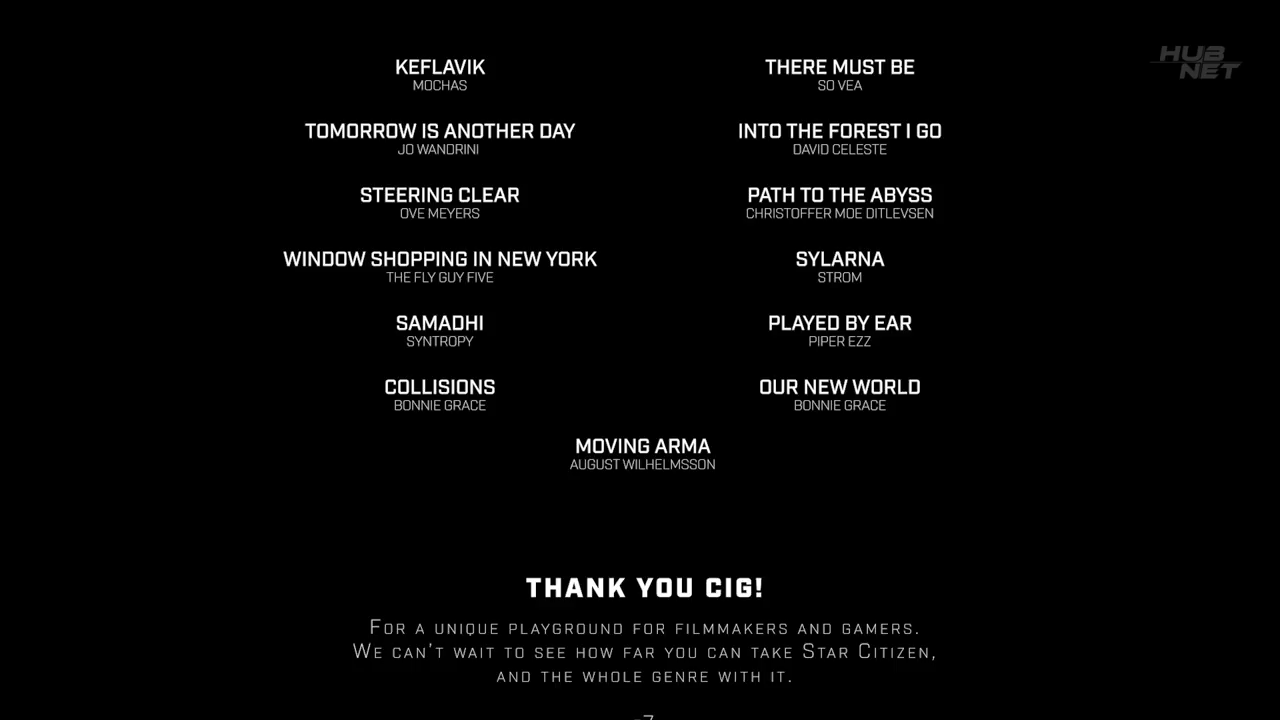 HUB
NET
KEFLAVIK
MOCHAS
THERE MUST BE
SO VEA
TOMORROW IS ANOTHER DAY
JO WANDRINI
INTO THE FOREST I GO
DAVID CELESTE
STEERING CLEAR
OVE MEYERS
PATH TO THE ABYSS
CHRISTOFFER MOE DITLEVSEN
WINDOW SHOPPING IN NEW YORK
THE FLY GUY FIVE
SYLARNA
STROM
SAMADHI
SYNTROPY
PLAYED BY EAR
PIPER EZZ
COLLISIONS
BONNIE GRACE
OUR NEW WORLD
BONNIE GRACE
MOVING ARMA
AUGUST WILHELMSSON
THANK YOU CIG!
FOR A UNIQUE PLAYGROUND FOR FILMMAKERS AND GAMERS.
WE CAN'T WAIT TO SEE HOW FAR YOU CAN TAKE STAR CITIZEN,
AND THE WHOLE GENRE WITH IT.